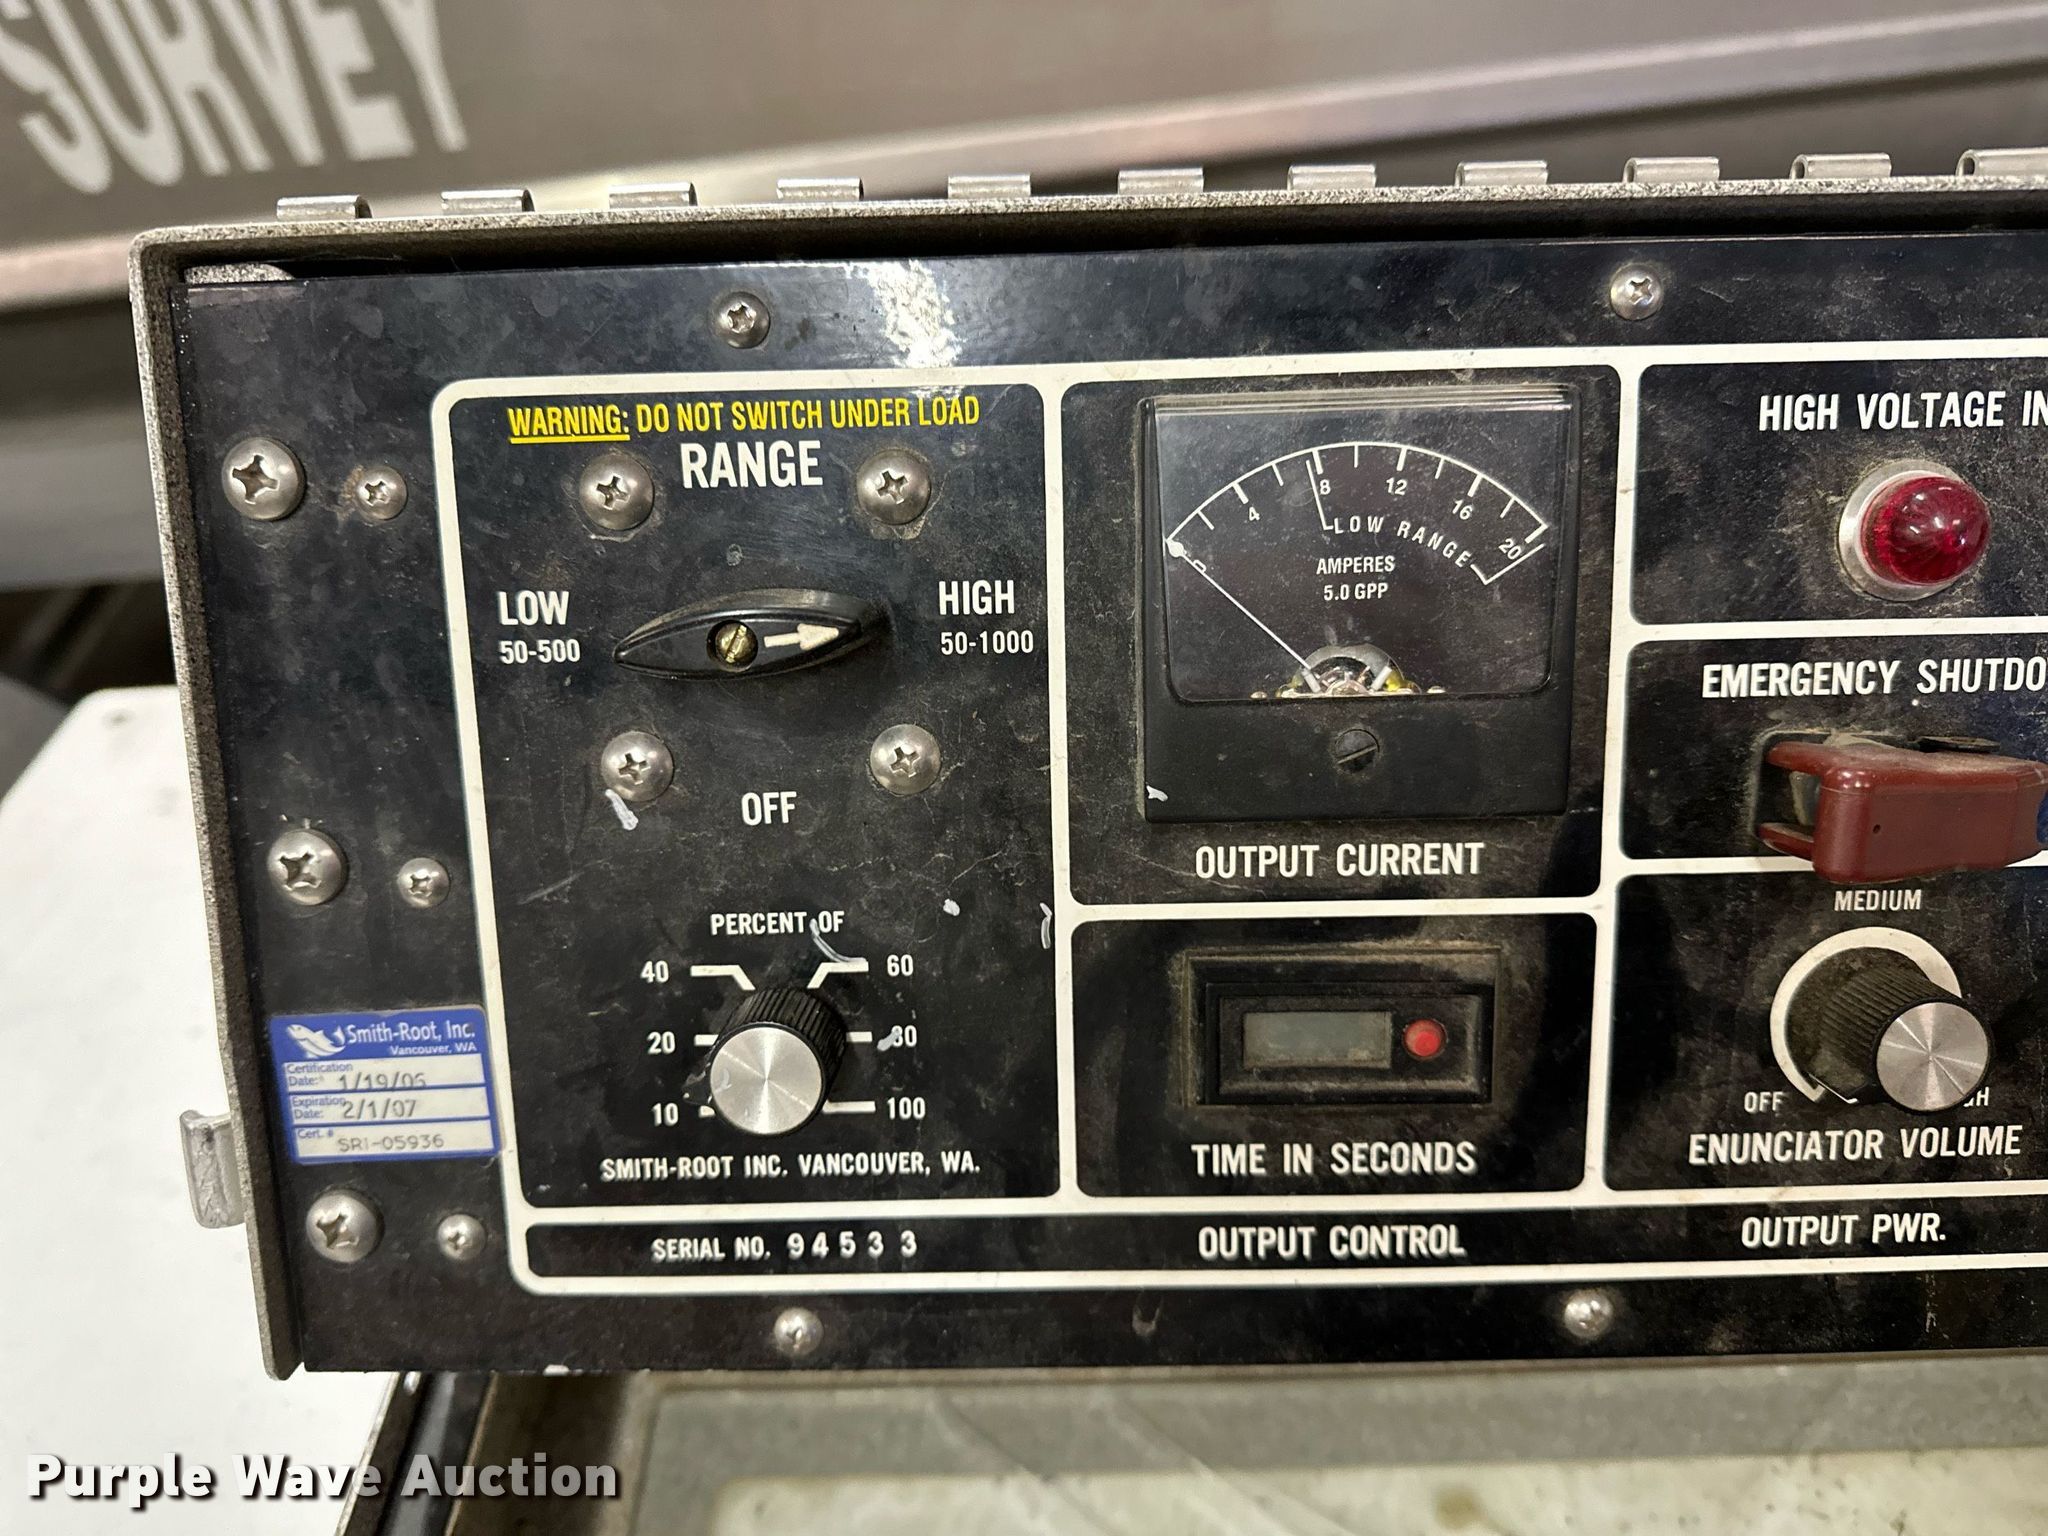 SURVEY
WARNING: DO NOT SWITCH UNDER LOAD
RANGE
LOW
50-500
HIGH
50-1000
OFF
PERCENT OF
40
60
20
80
10
100
SMITH-ROOT INC. VANCOUVER, WA.
SERIAL NO. 94533
Smith-Root, Inc.
Vancouver, WA
Certification
Date: 1/19/06
Expiration
Date: 2/1/07
Cert. # SRI-05936
0 4 8 12 16 20
LOW RANGE
AMPERES
5.0 GPP
OUTPUT CURRENT
TIME IN SECONDS
OUTPUT CONTROL
HIGH VOLTAGE
EMERGENCY
MEDIUM
OFF
ENUNCIATOR VOLUME
OUTPUT PWR.
Purple Wave Auction